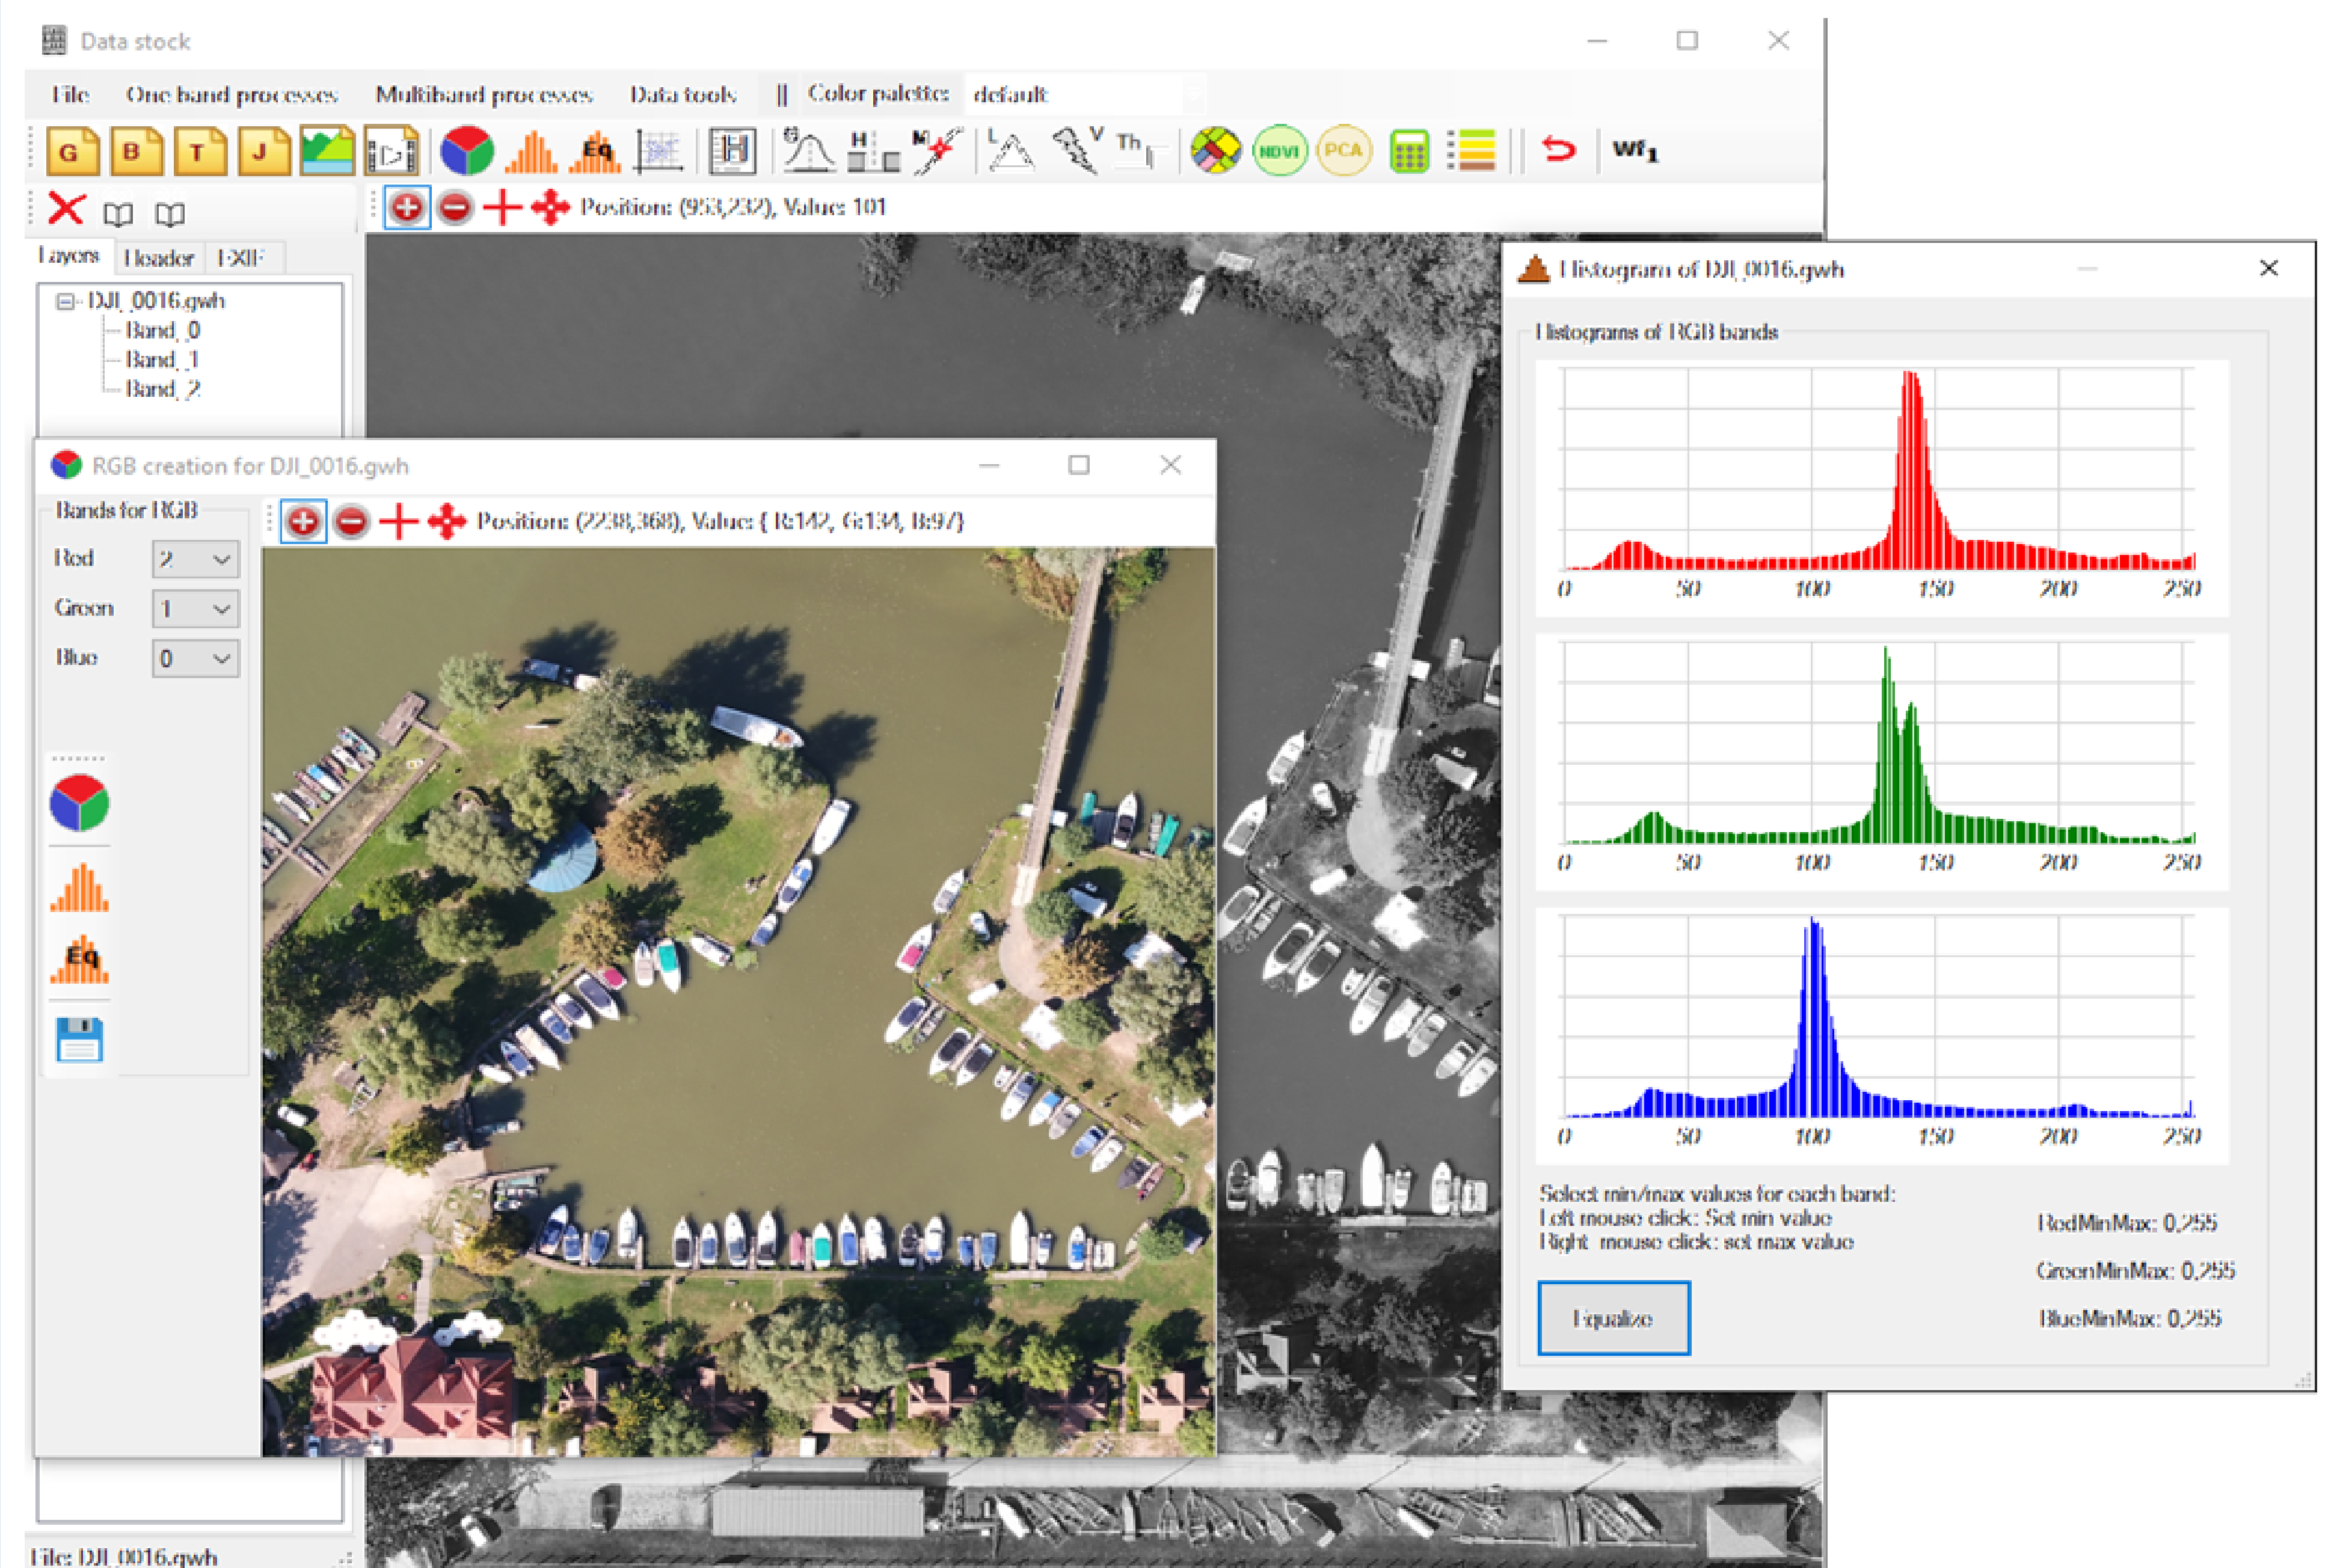 Data stock
File One band processes Multiband processes Data tools || Color palette: default
G B T J Eq G H M L V Th NDVI PCA Wf1
Position: (953,232), Value: 101
Layers Header EXIF
DJI_0016.gwh
Band_0
Band_1
Band_2
RGB creation for DJI_0016.gwh
Bands for RGB
Position: (2238,368), Value: { R:142, G:134, B:97}
Red 2
Green 1
Blue 0
Eq
File: DJI_0016.gwh
Histogram of DJI_0016.gwh
Histograms of RGB bands
0 50 100 150 200 250
0 50 100 150 200 250
0 50 100 150 200 250
Select min/max values for each band:
Left mouse click: Set min value
Right mouse click: set max value
RedMinMax: 0,255
GreenMinMax: 0,255
BlueMinMax: 0,255
Equalize